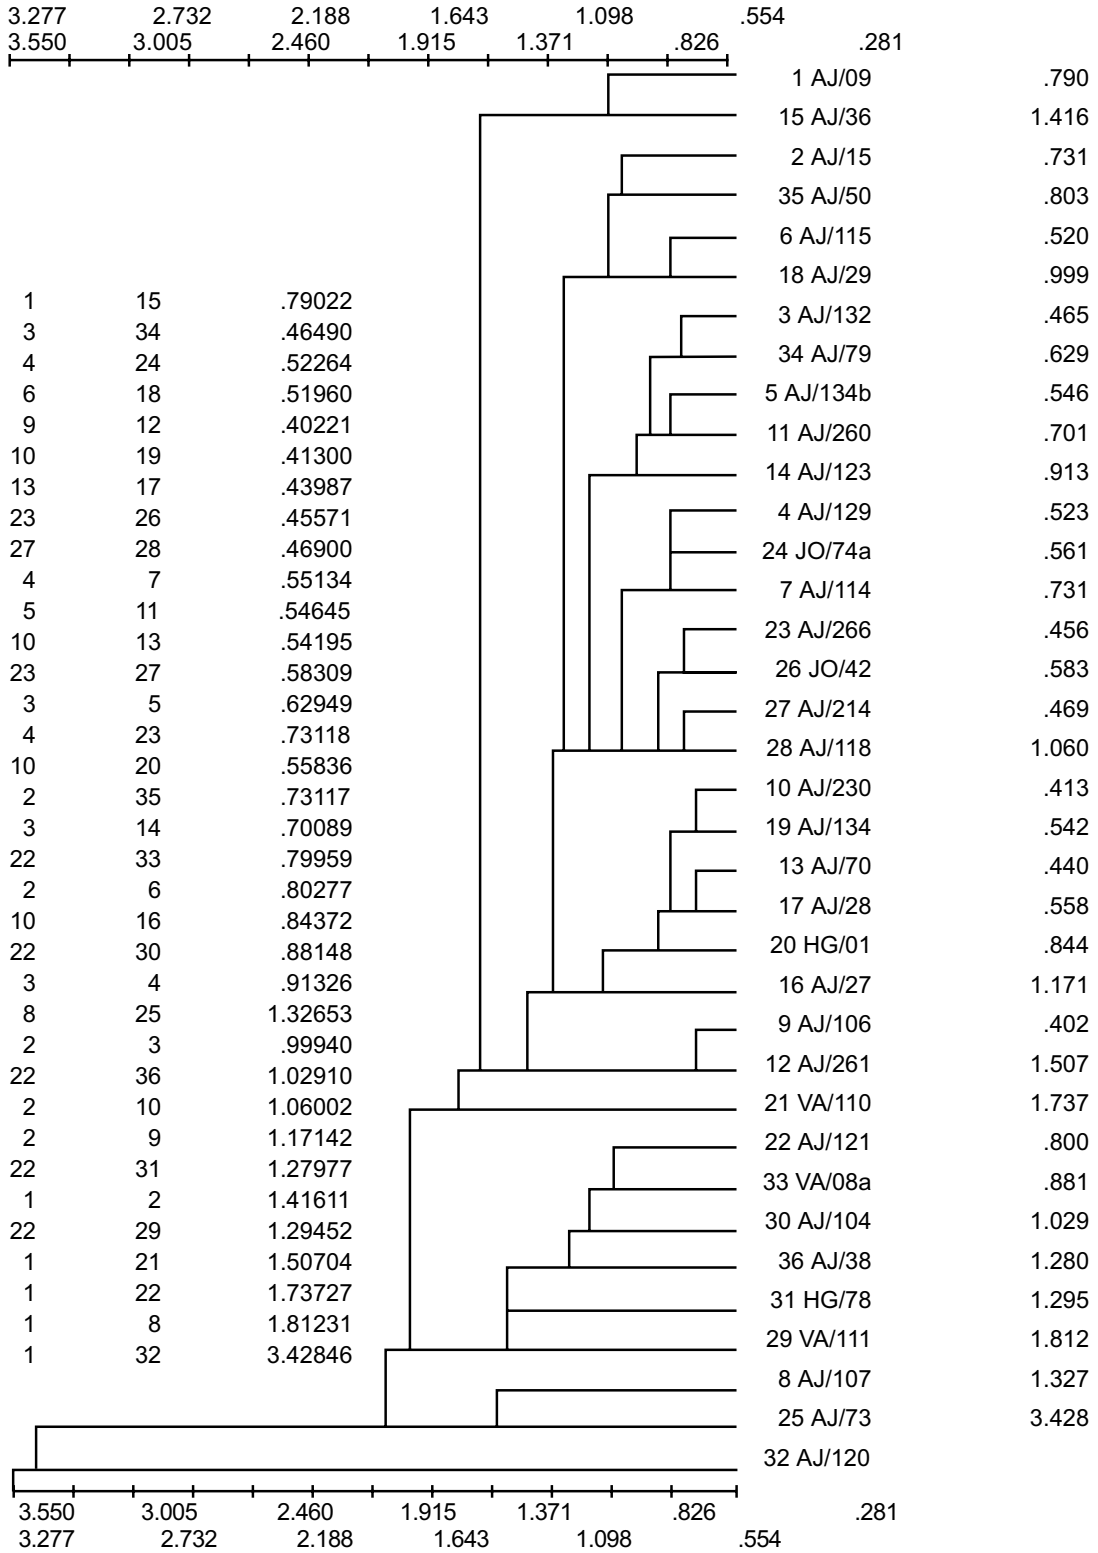 3.277 2.732 2.188 1.643 1.098 .554
3.550 3.005 2.460 1.915 1.371 .826 .281
1 AJ/09 .790
15 AJ/36 1.416
2 AJ/15 .731
35 AJ/50 .803
6 AJ/115 .520
18 AJ/29 .999
3 AJ/132 .465
34 AJ/79 .629
5 AJ/134b .546
11 AJ/260 .701
14 AJ/123 .913
4 AJ/129 .523
24 JO/74a .561
7 AJ/114 .731
23 AJ/266 .456
26 JO/42 .583
27 AJ/214 .469
28 AJ/118 1.060
10 AJ/230 .413
19 AJ/134 .542
13 AJ/70 .440
17 AJ/28 .558
20 HG/01 .844
16 AJ/27 1.171
9 AJ/106 .402
12 AJ/261 1.507
21 VA/110 1.737
22 AJ/121 .800
33 VA/08a .881
30 AJ/104 1.029
36 AJ/38 1.280
31 HG/78 1.295
29 VA/111 1.812
8 AJ/107 1.327
25 AJ/73 3.428
32 AJ/120
1 15 .79022
3 34 .46490
4 24 .52264
6 18 .51960
9 12 .40221
10 19 .41300
13 17 .43987
23 26 .45571
27 28 .46900
4 7 .55134
5 11 .54645
10 13 .54195
23 27 .58309
3 5 .62949
4 23 .73118
10 20 .55836
2 35 .73117
3 14 .70089
22 33 .79959
2 6 .80277
10 16 .84372
22 30 .88148
3 4 .91326
8 25 1.32653
2 3 .99940
22 36 1.02910
2 10 1.06002
2 9 1.17142
22 31 1.27977
1 2 1.41611
22 29 1.29452
1 21 1.50704
1 22 1.73727
1 8 1.81231
1 32 3.42846
3.550 3.005 2.460 1.915 1.371 .826 .281
3.277 2.732 2.188 1.643 1.098 .554